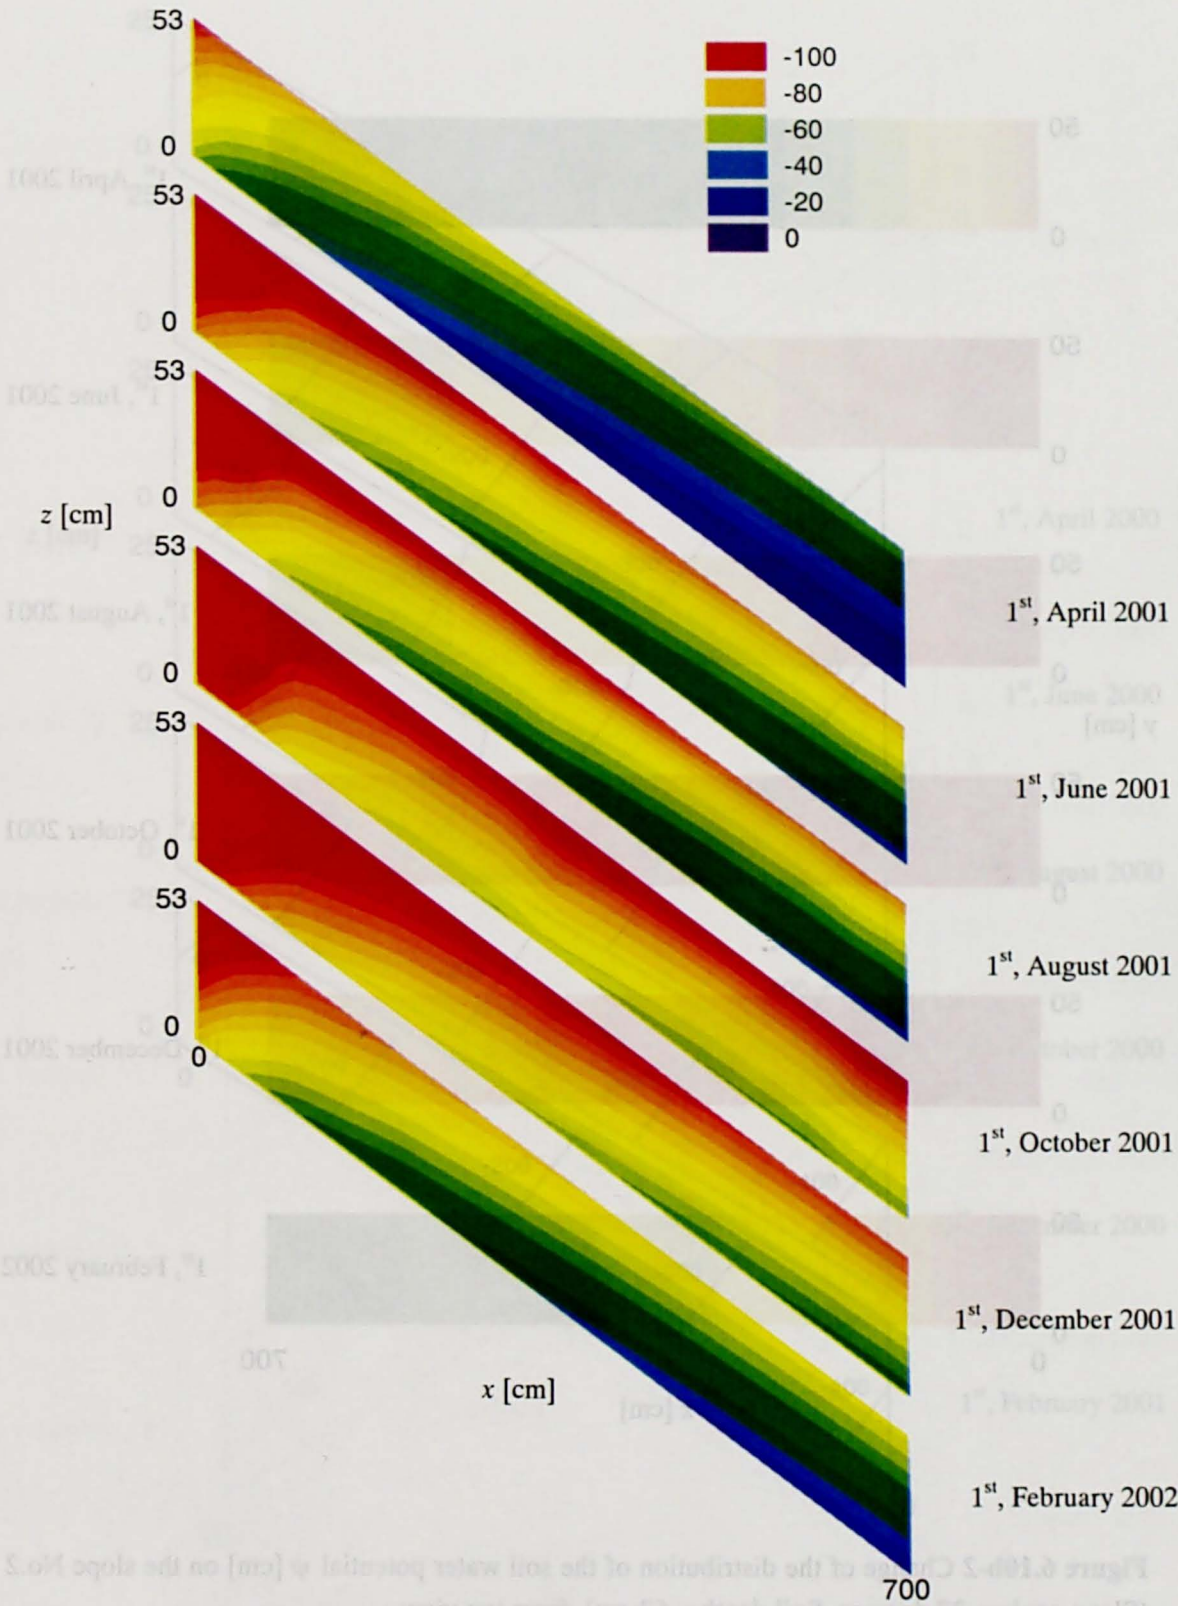 53
0
53
0
53
0
z [cm]
53
0
53
0
53
0
0
-100
-80
-60
-40
-20
0
1st, April 2001
1st, June 2001
1st, August 2001
1st, October 2001
1st, December 2001
x [cm]
1st, February 2002
700